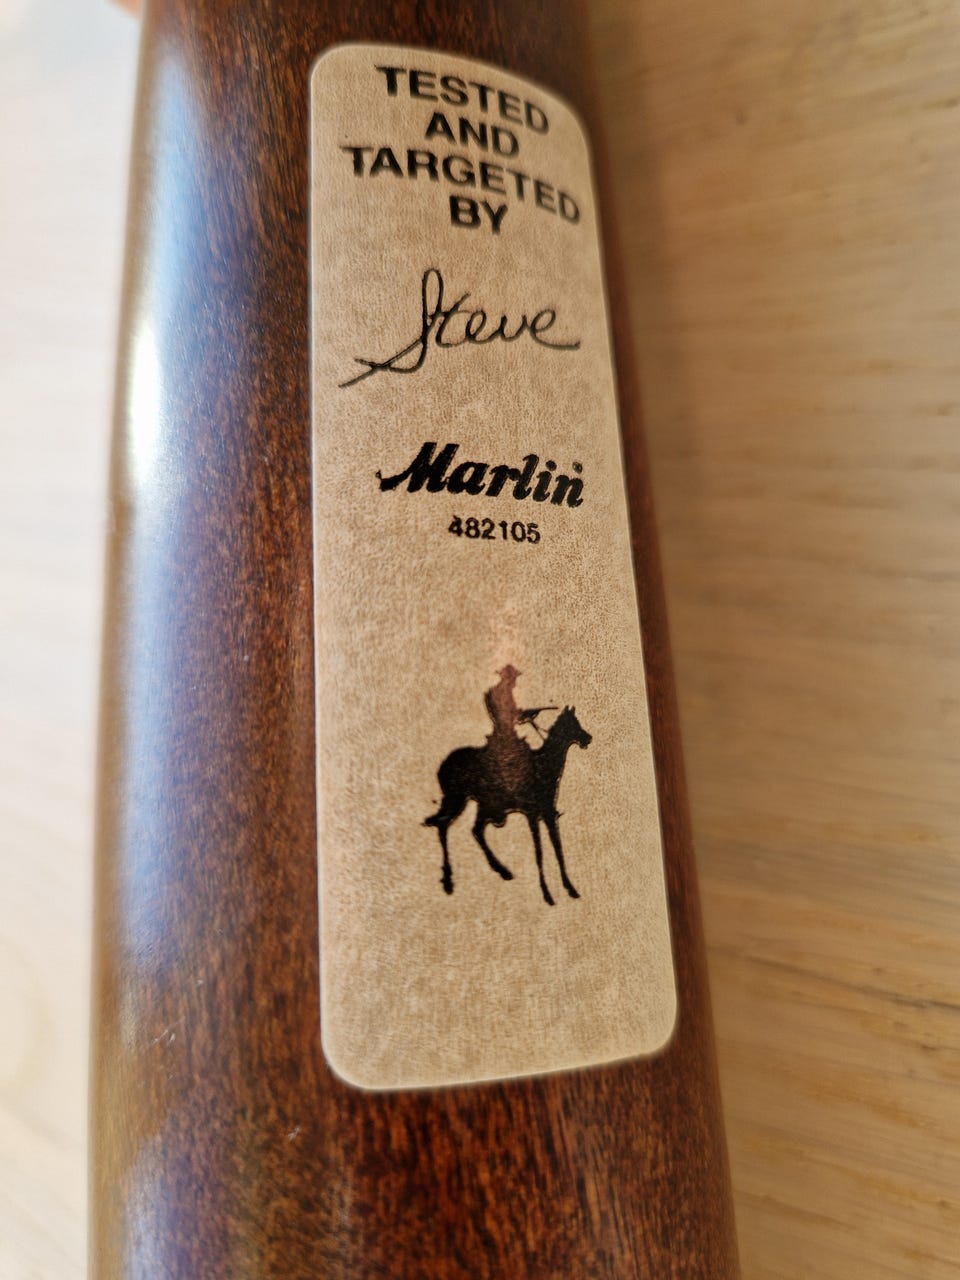 TESTED
AND
TARGETED
BY
Steve
Marlin
482105